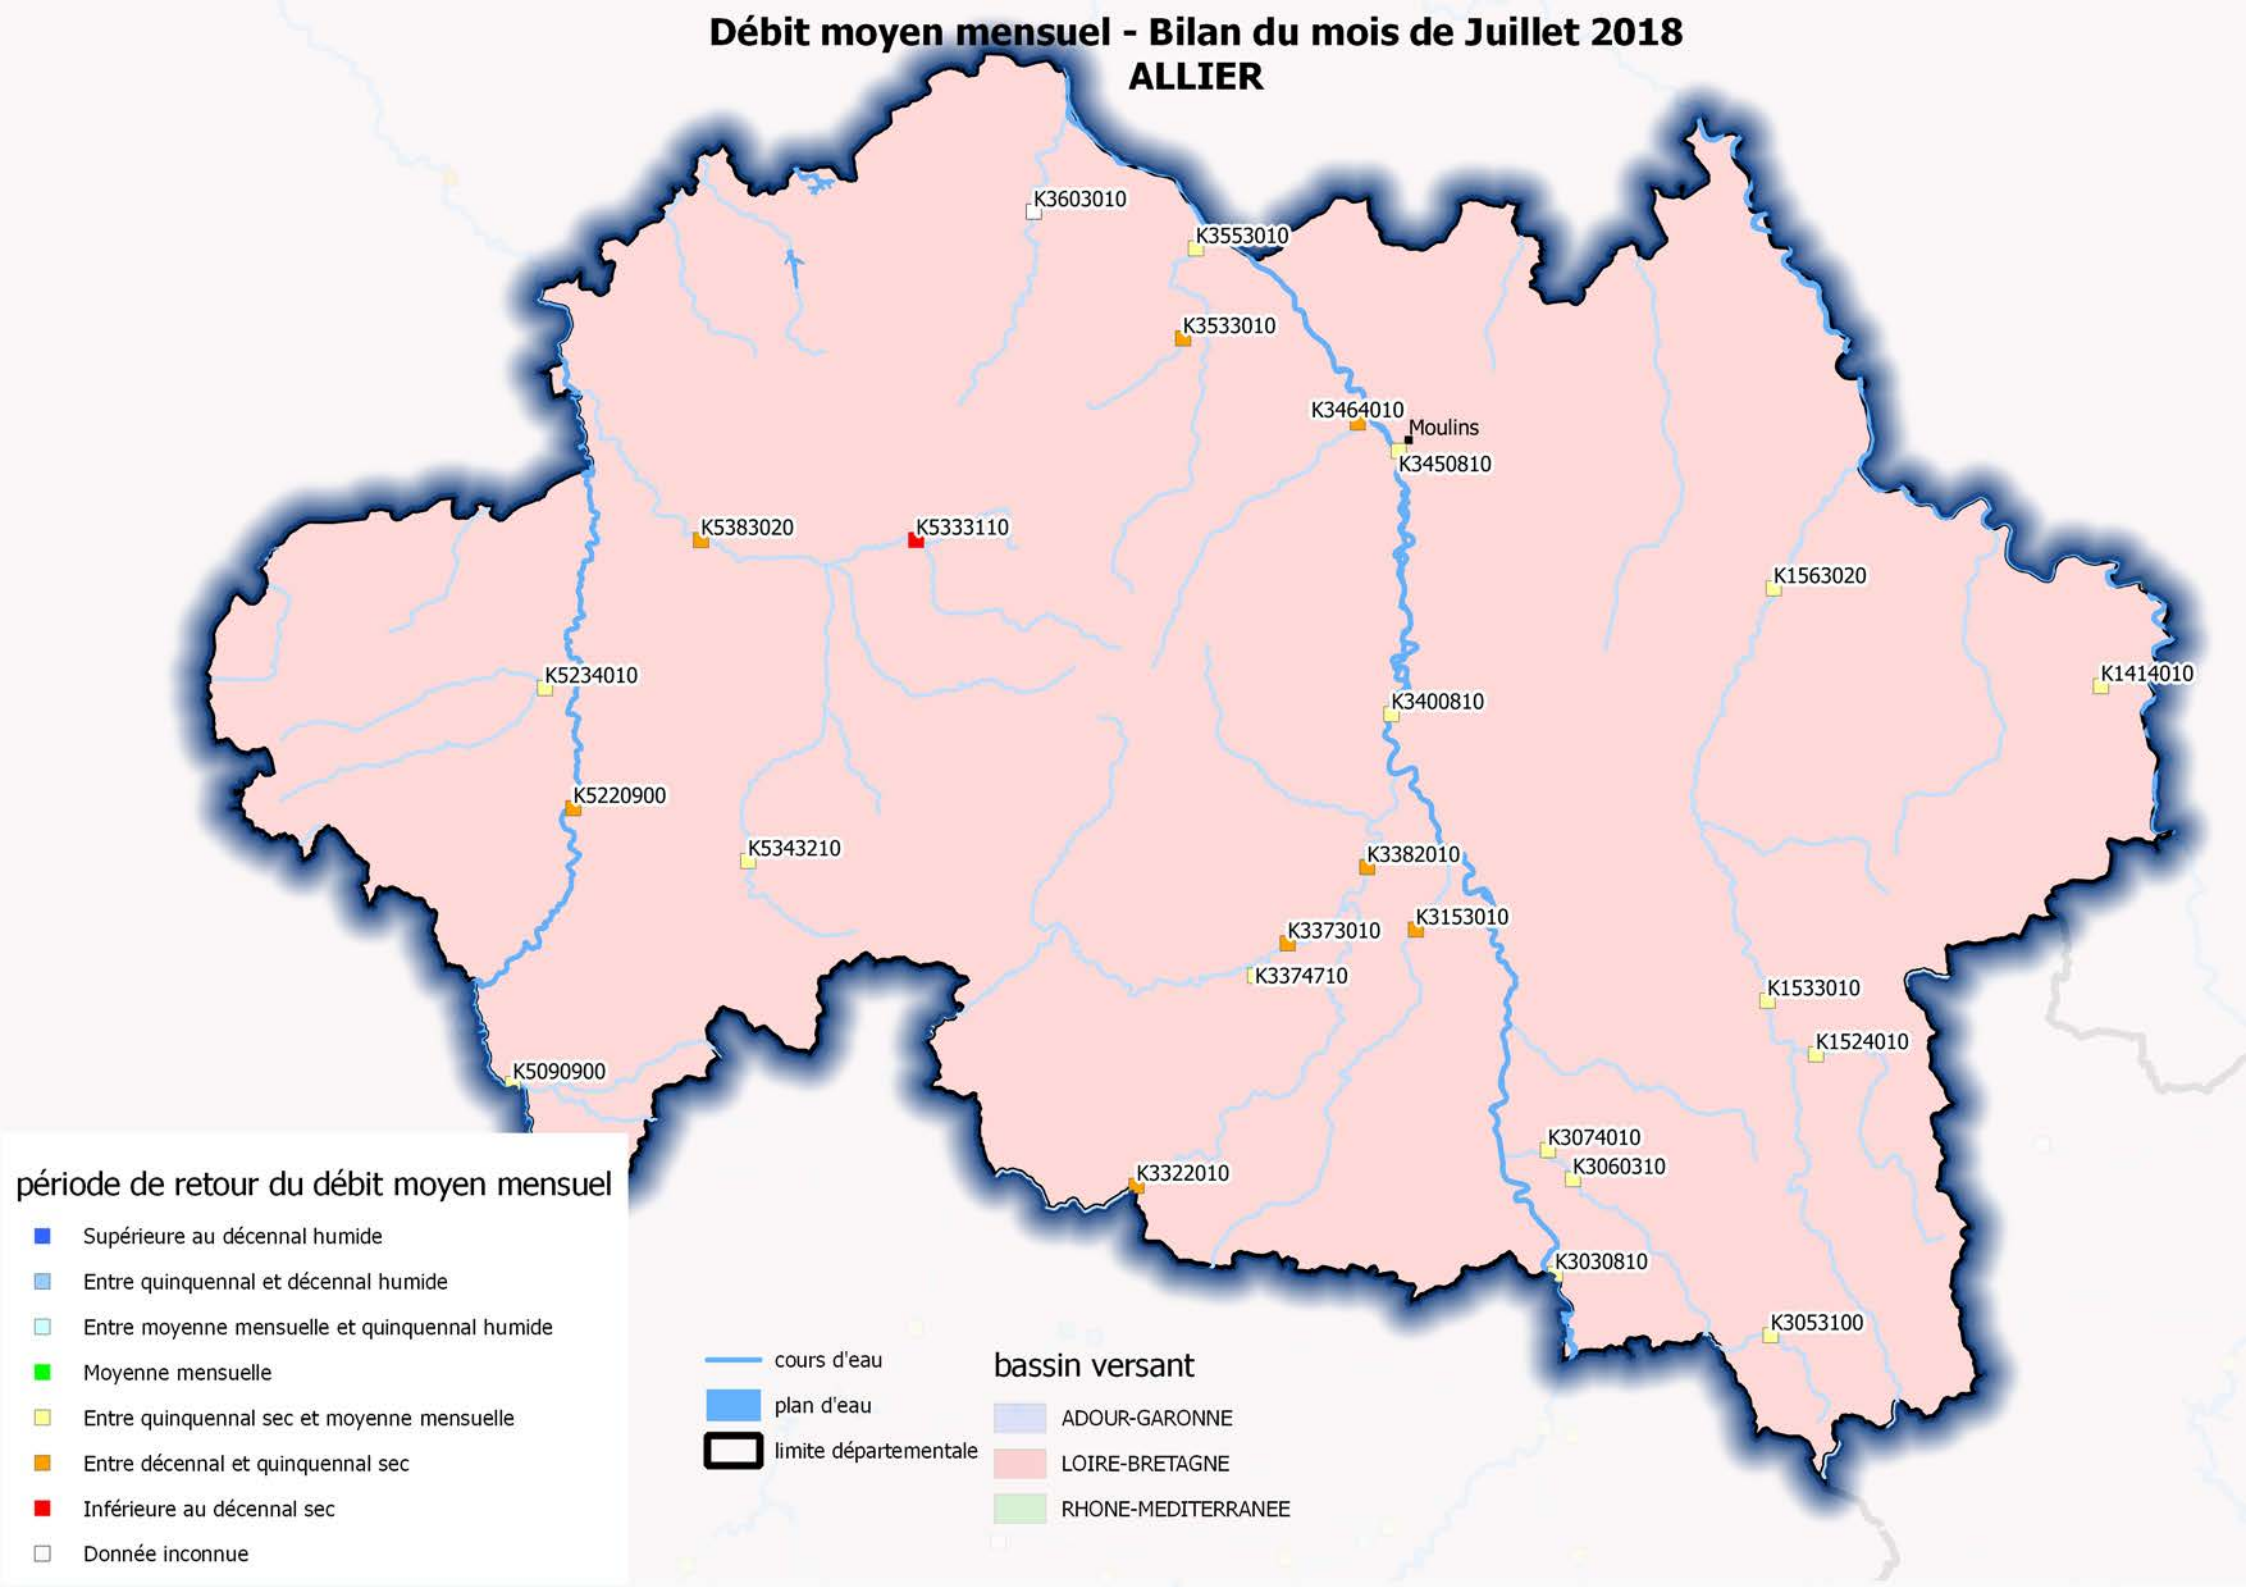 Débit moyen mensuel - Bilan du mois de Juillet 2018
ALLIER
K3603010
K3553010
K3533010
K3464010
Moulins
K3450810
K5383020
K5333110
K1563020
K5234010
K1414010
K3400810
K5220900
K5343210
K3382010
K3153010
K3373010
K3374710
K1533010
K1524010
K5090900
K3074010
K3060310
K3322010
K3030810
K3053100
période de retour du débit moyen mensuel
Supérieure au décennal humide
Entre quinquennal et décennal humide
Entre moyenne mensuelle et quinquennal humide
Moyenne mensuelle
Entre quinquennal sec et moyenne mensuelle
Entre décennal et quinquennal sec
Inférieure au décennal sec
Donnée inconnue
cours d'eau
plan d'eau
limite départementale
bassin versant
ADOUR-GARONNE
LOIRE-BRETAGNE
RHONE-MEDITERRANEE